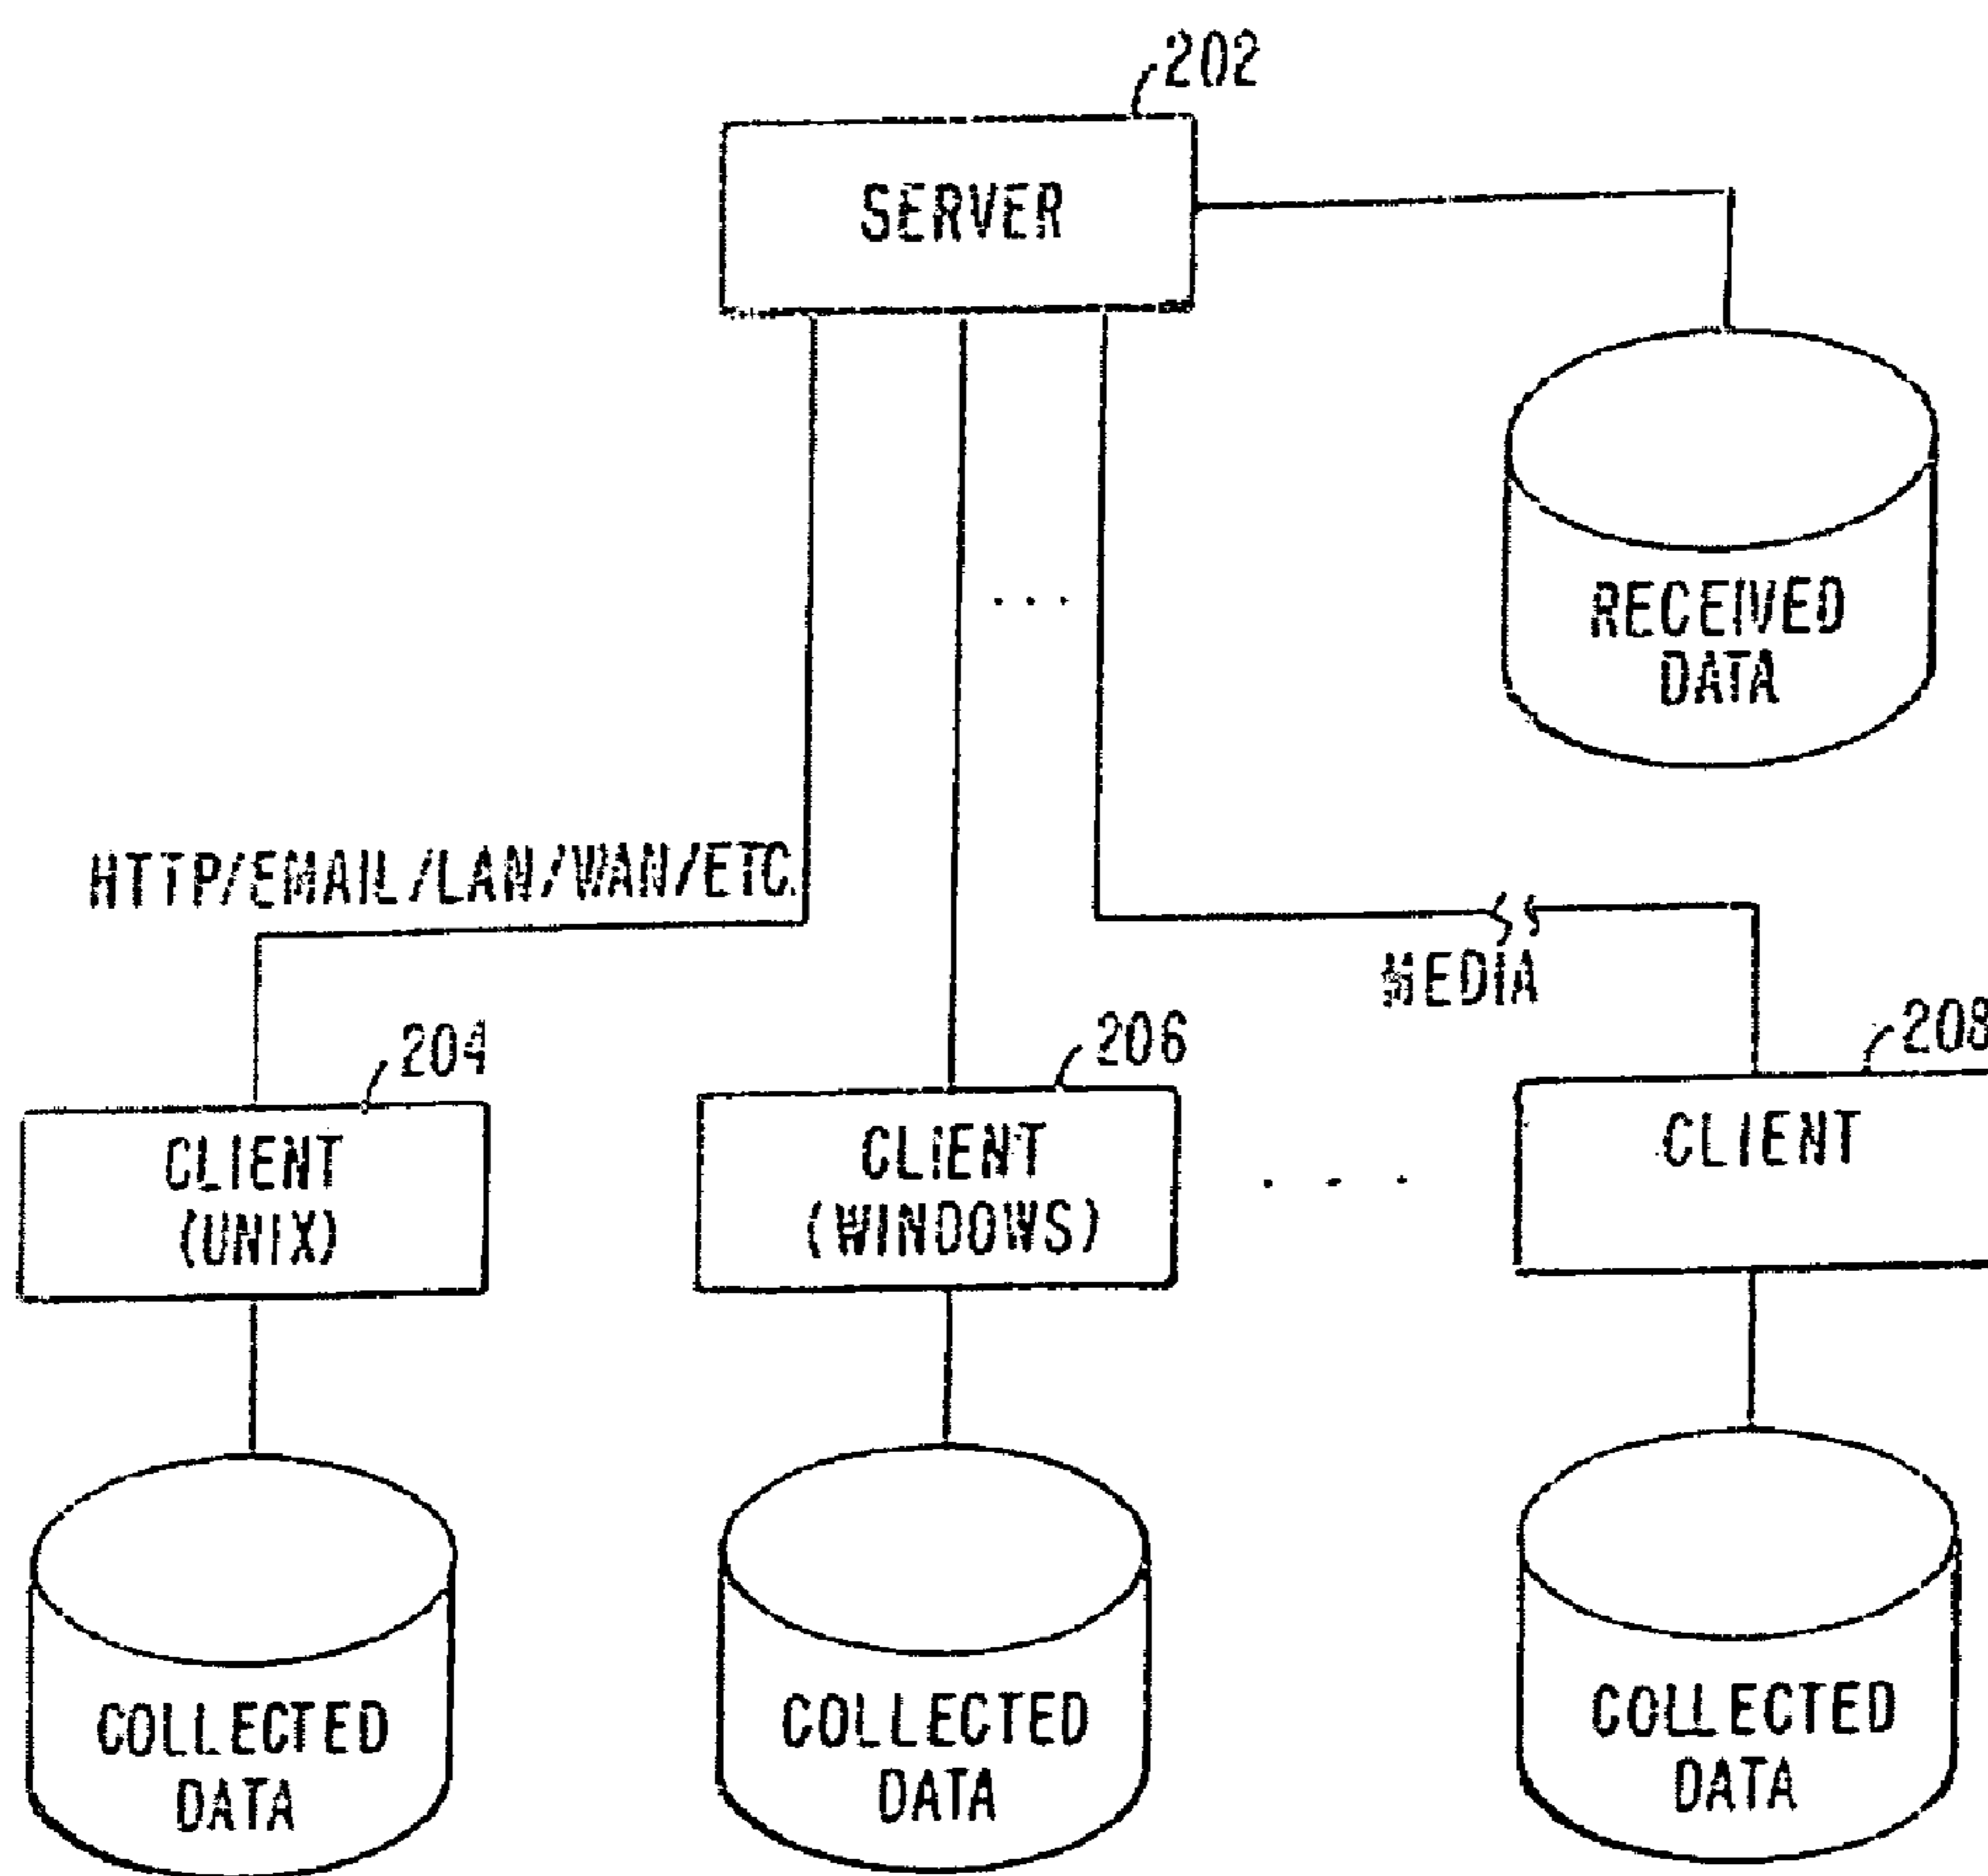 202
SERVER
...
RECEIVED
DATA
HTTP/EMAIL/LAN/WAN/ETC.
MEDIA
204
206
208
CLIENT
(UNIX)
CLIENT
(WINDOWS)
. . .
CLIENT
COLLECTED
DATA
COLLECTED
DATA
COLLECTED
DATA